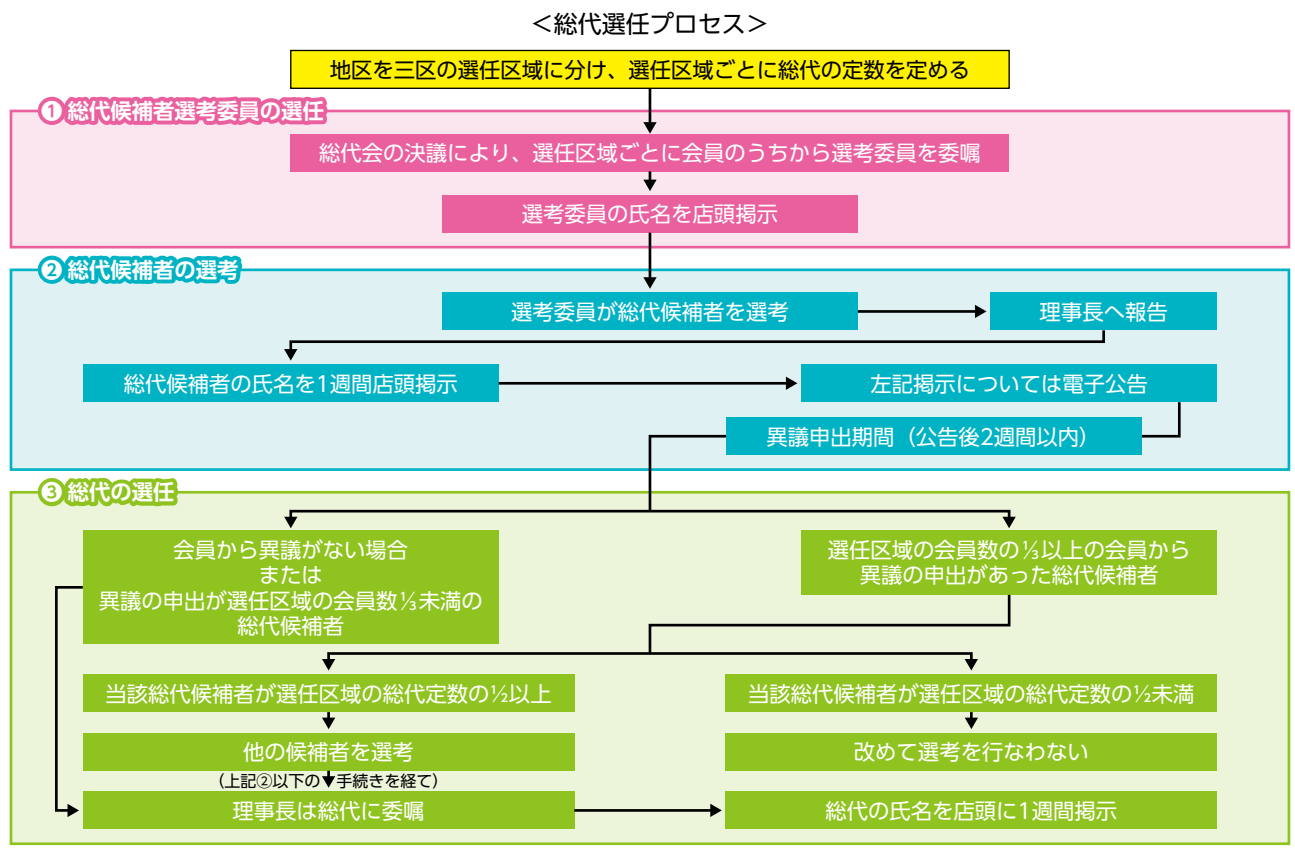 ＜総代選任プロセス＞
地区を三区の選任区域に分け、選任区域ごとに総代の定数を定める
①総代候補者選考委員の選任
総代会の決議により、選任区域ごとに会員のうちから選考委員を委嘱
選考委員の氏名を店頭掲示
②総代候補者の選考
選考委員が総代候補者を選考
理事長へ報告
総代候補者の氏名を1週間店頭掲示
左記掲示については電子公告
異議申出期間（公告後2週間以内）
③総代の選任
会員から異議がない場合
または
異議の申出が選任区域の会員数⅓未満の
総代候補者
選任区域の会員数の⅓以上の会員から
異議の申出があった総代候補者
当該総代候補者が選任区域の総代定数の½以上
当該総代候補者が選任区域の総代定数の½未満
他の候補者を選考
改めて選考を行なわない
（上記②以下の▼手続きを経て）
理事長は総代に委嘱
総代の氏名を店頭に1週間掲示